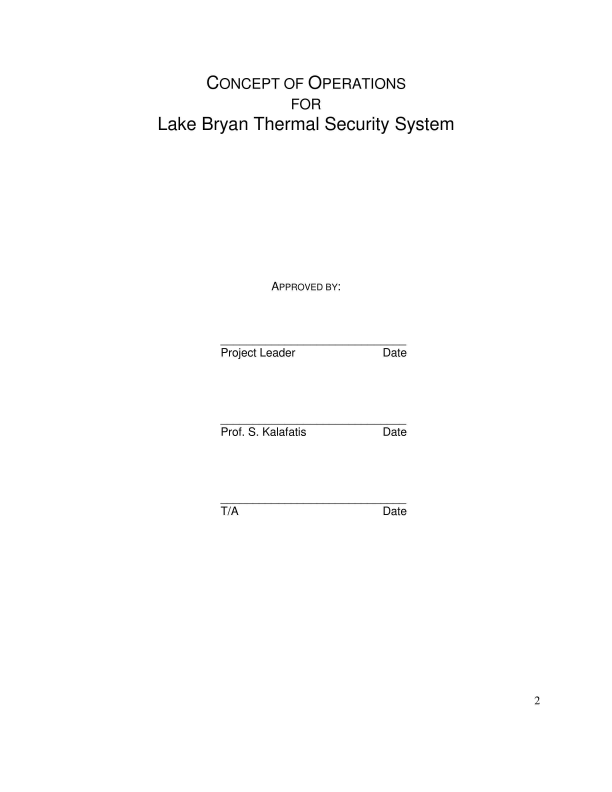 CONCEPT OF OPERATIONS
FOR
Lake Bryan Thermal Security System
APPROVED BY:
Project Leader Date
Prof. S. Kalafatis Date
T/A Date
2